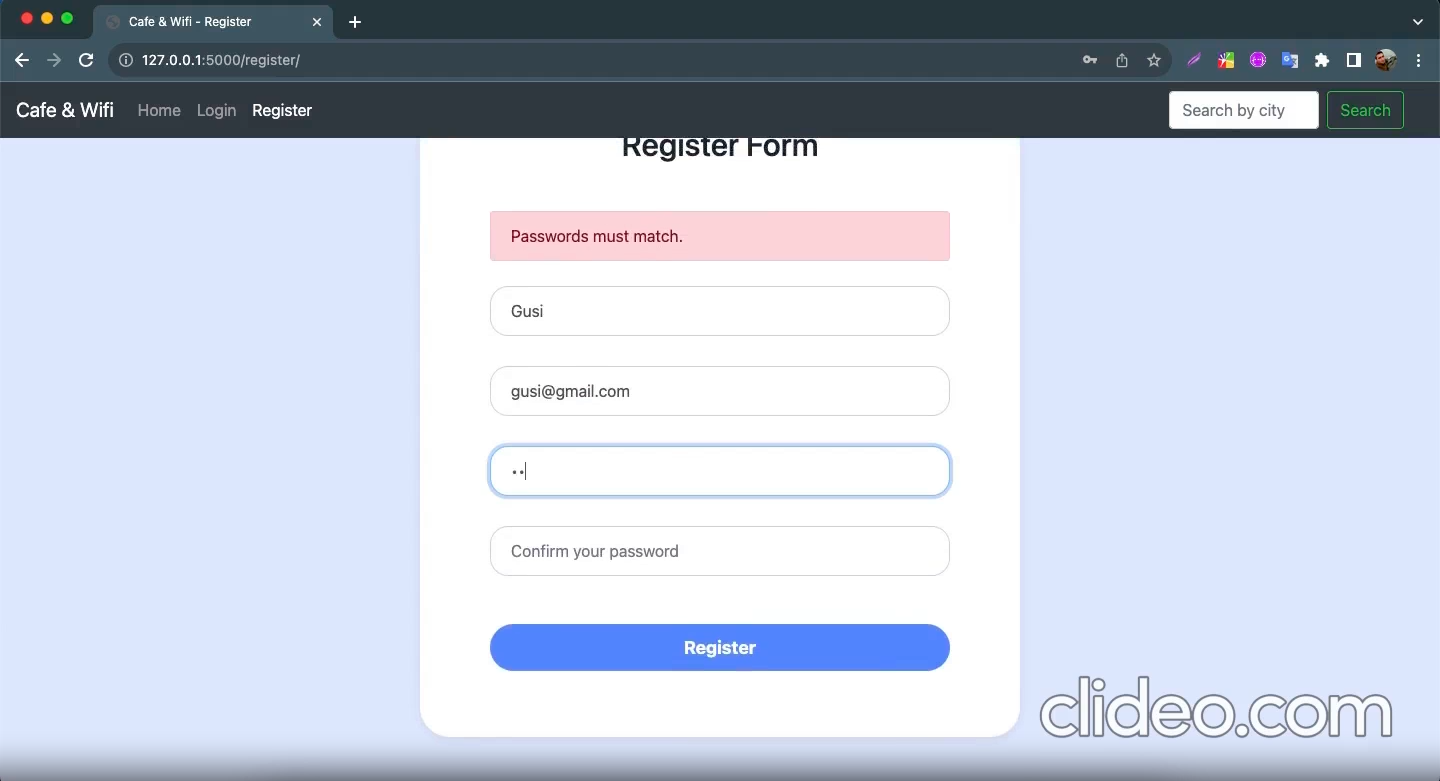 Cafe & Wifi - Register
127.0.0.1:5000/register/
Cafe & Wifi Home Login Register Search by city Search
Register Form
Passwords must match.
Gusi
gusi@gmail.com
••
Confirm your password
Register
clideo.com